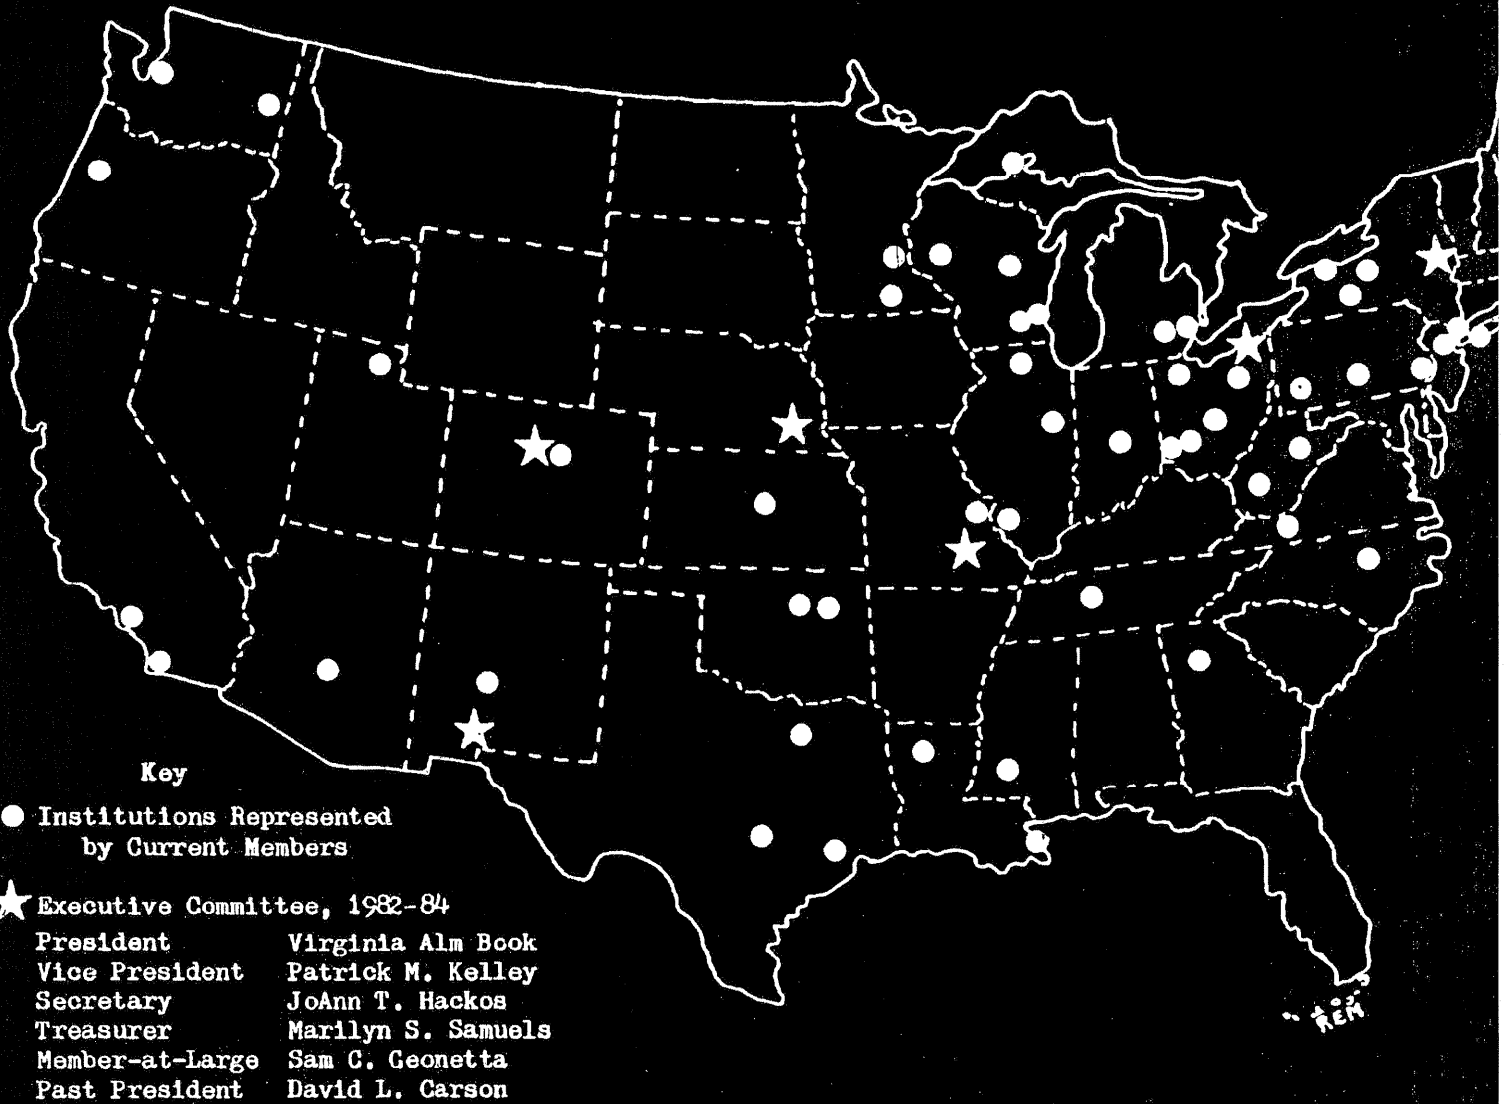 Key
Institutions Represented
by Current Members
Executive Committee, 1982-84
President Virginia Alm Book
Vice President Patrick M. Kelley
Secretary JoAnn T. Hackos
Treasurer Marilyn S. Samuels
Member-at-Large Sam C. Geonetta
Past President David L. Carson
REM